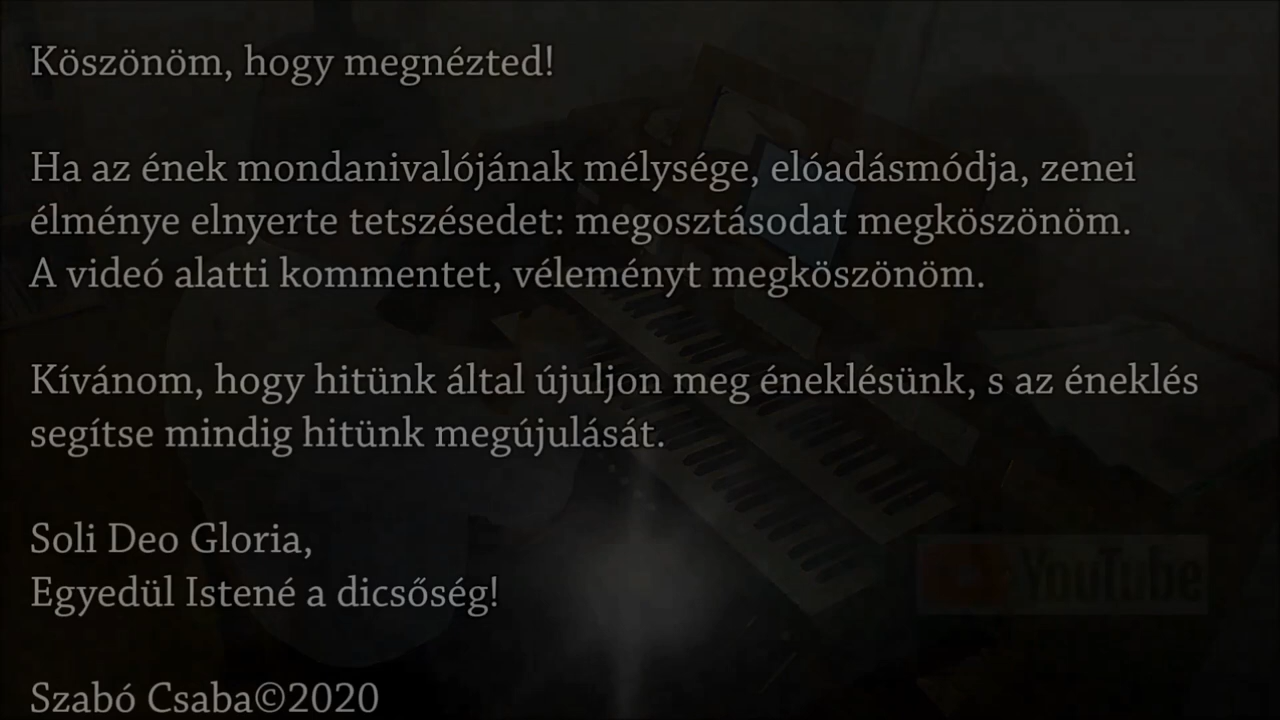 Köszönöm, hogy megnézted!
Ha az ének mondanivalójának mélysége, elóadásmódja, zenei
élménye elnyerte tetszésedet: megosztásodat megköszönöm.
A videó alatti kommentet, véleményt megköszönöm.
Kívánom, hogy hitünk által újuljon meg éneklésünk, s az éneklés
segítse mindig hitünk megújulását.
Soli Deo Gloria,
Egyedül Istené a dicsőség!
YouTube
Szabó Csaba©2020